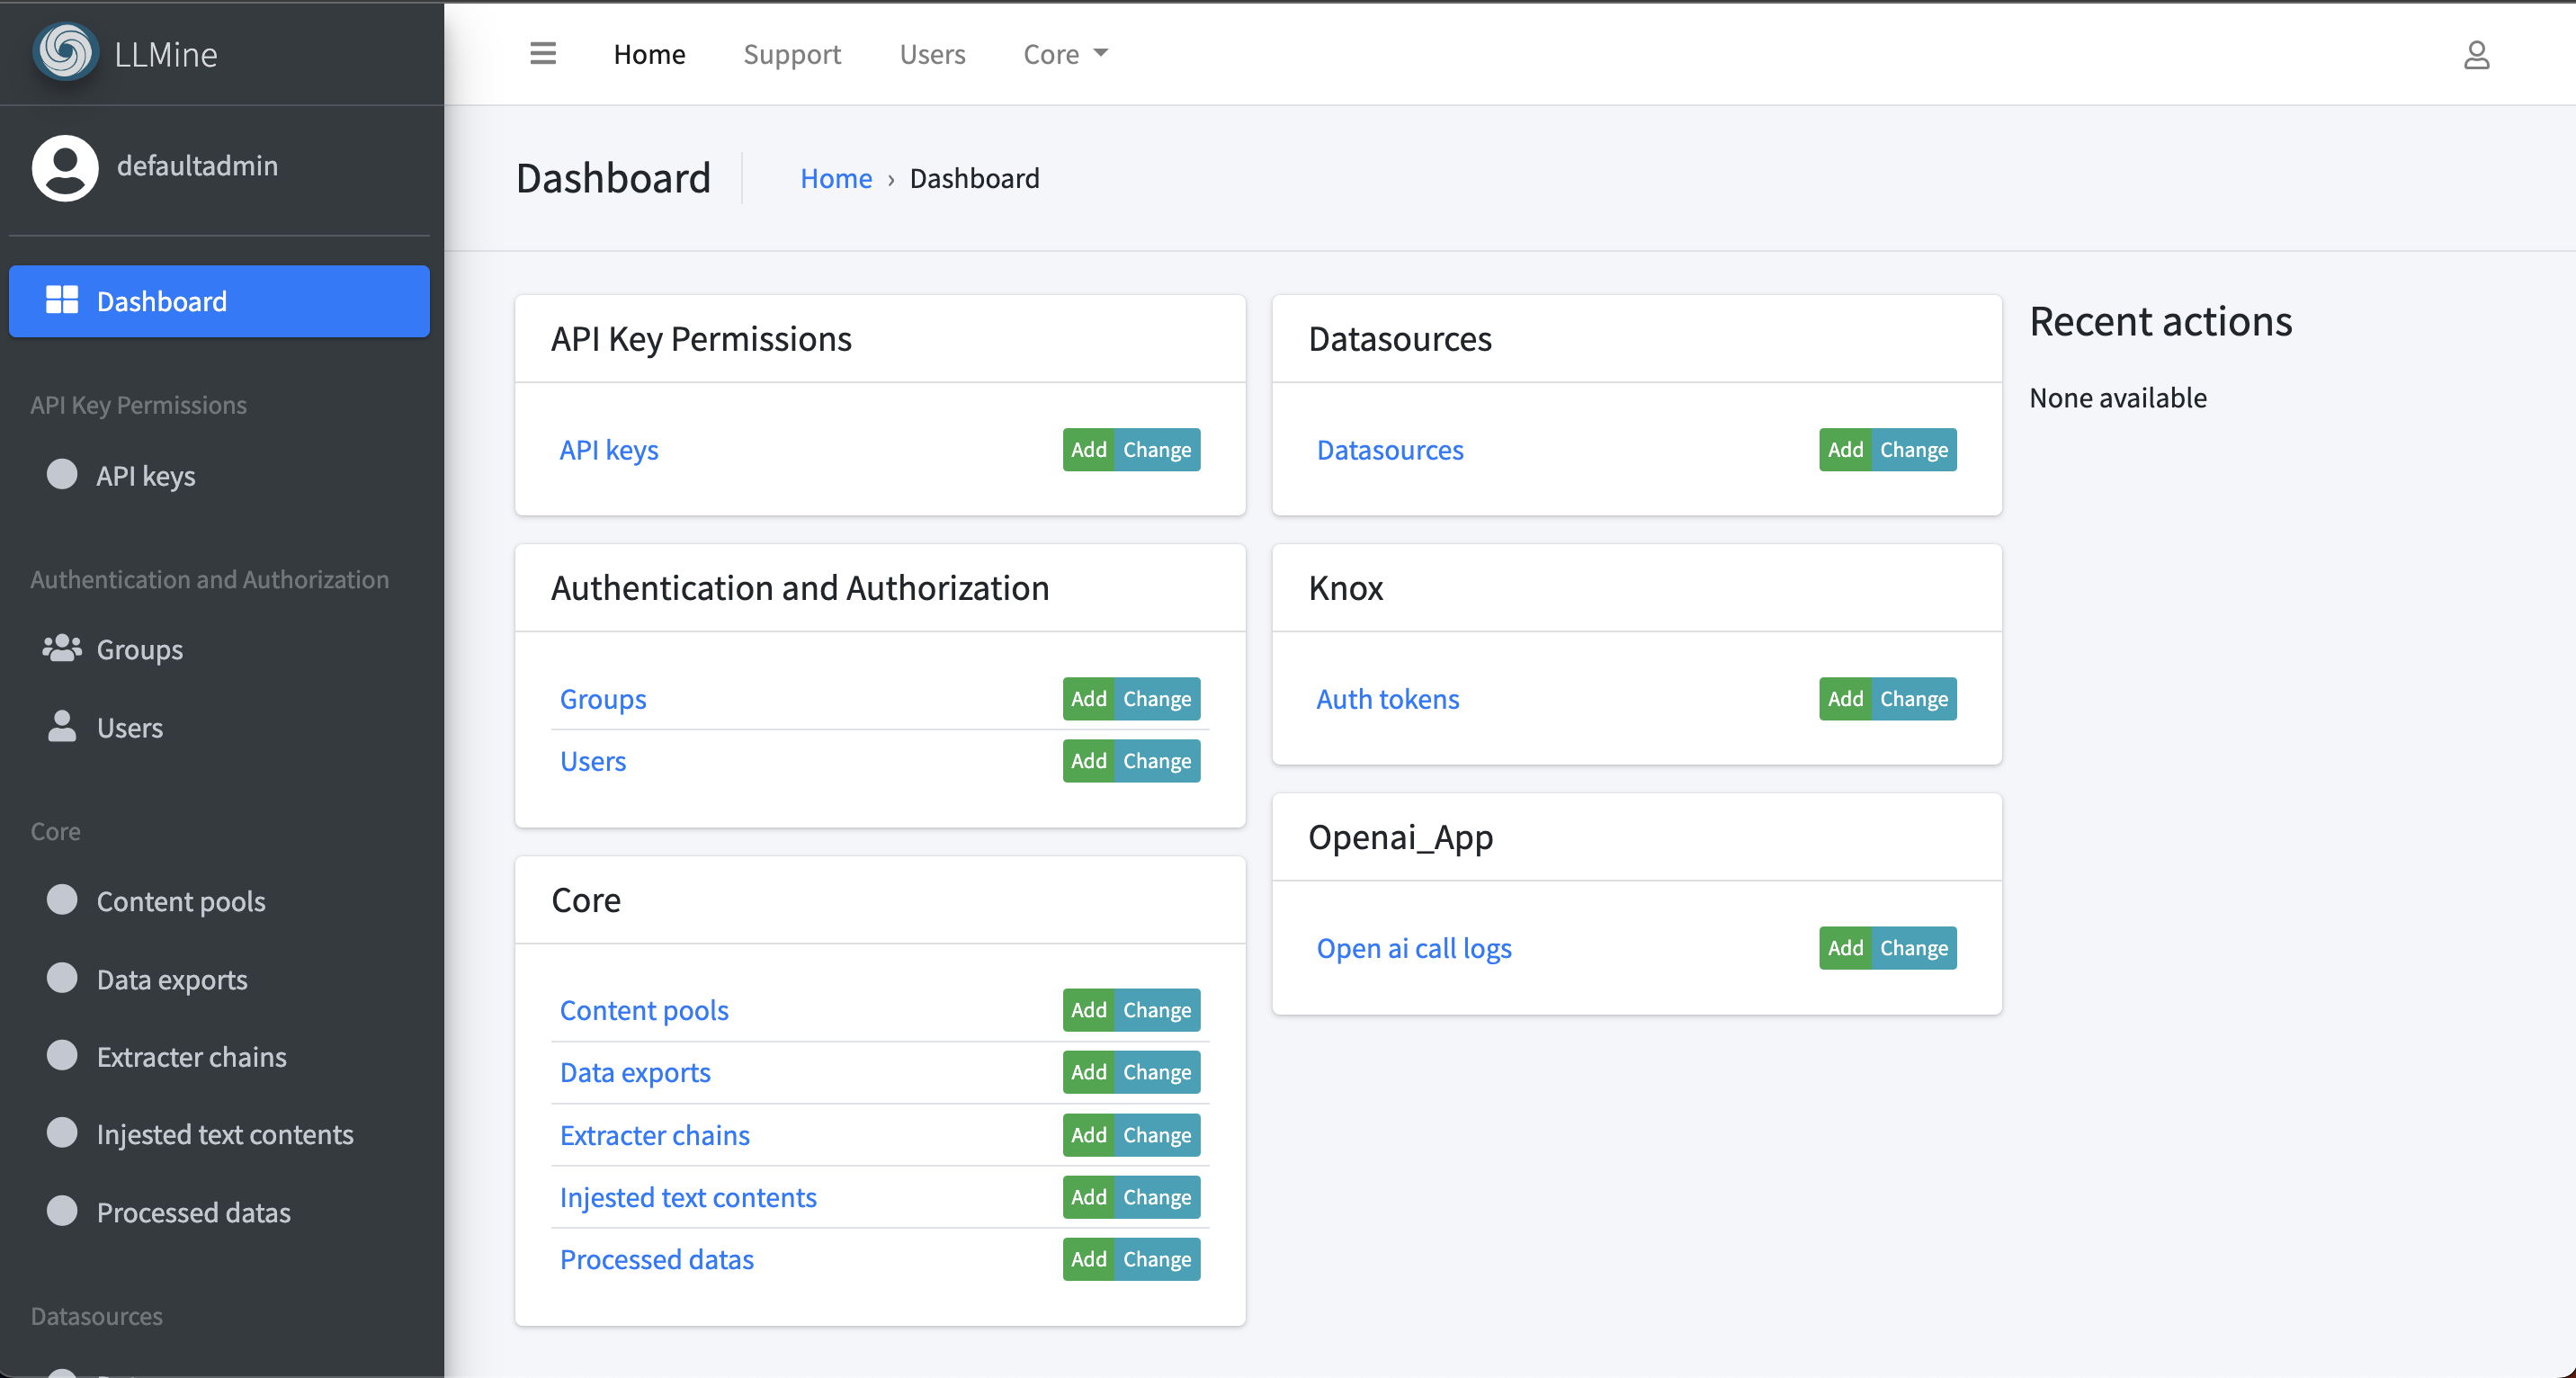 LLMine
Home Support Users Core
defaultadmin
Dashboard Home › Dashboard
Dashboard
API Key Permissions
API keys
Authentication and Authorization
Groups
Users
Core
Content pools
Data exports
Extracter chains
Injested text contents
Processed datas
Datasources
API Key Permissions
API keys Add Change
Authentication and Authorization
Groups Add Change
Users Add Change
Core
Content pools Add Change
Data exports Add Change
Extracter chains Add Change
Injested text contents Add Change
Processed datas Add Change
Datasources
Datasources Add Change
Knox
Auth tokens Add Change
Openai_App
Open ai call logs Add Change
Recent actions
None available